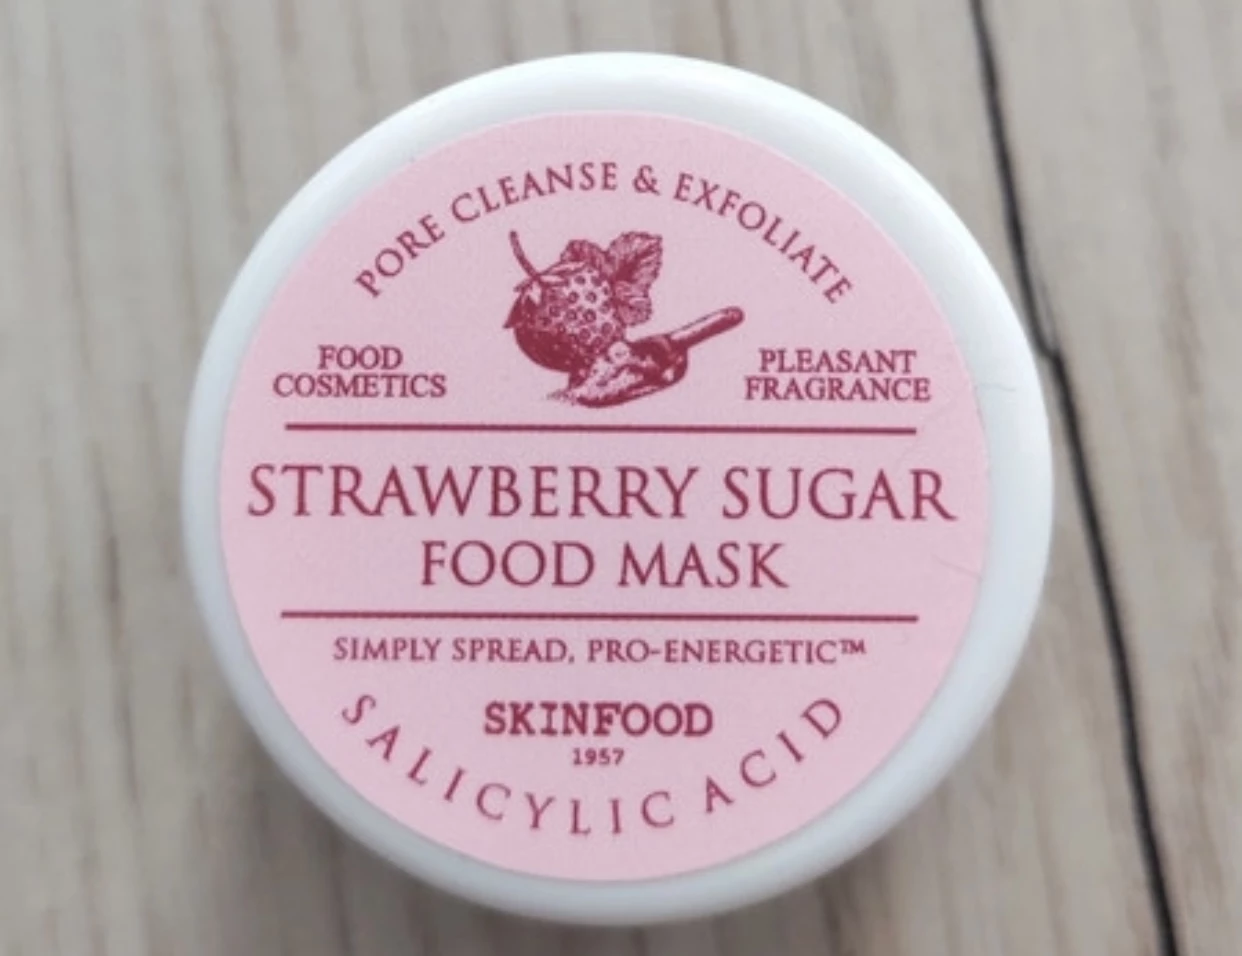 PORE CLEANSE & EXFOLIATE
FOOD
COSMETICS
PLEASANT
FRAGRANCE
STRAWBERRY SUGAR
FOOD MASK
SIMPLY SPREAD, PRO-ENERGETIC™
SKINFOOD
1957
SALICYLIC ACID